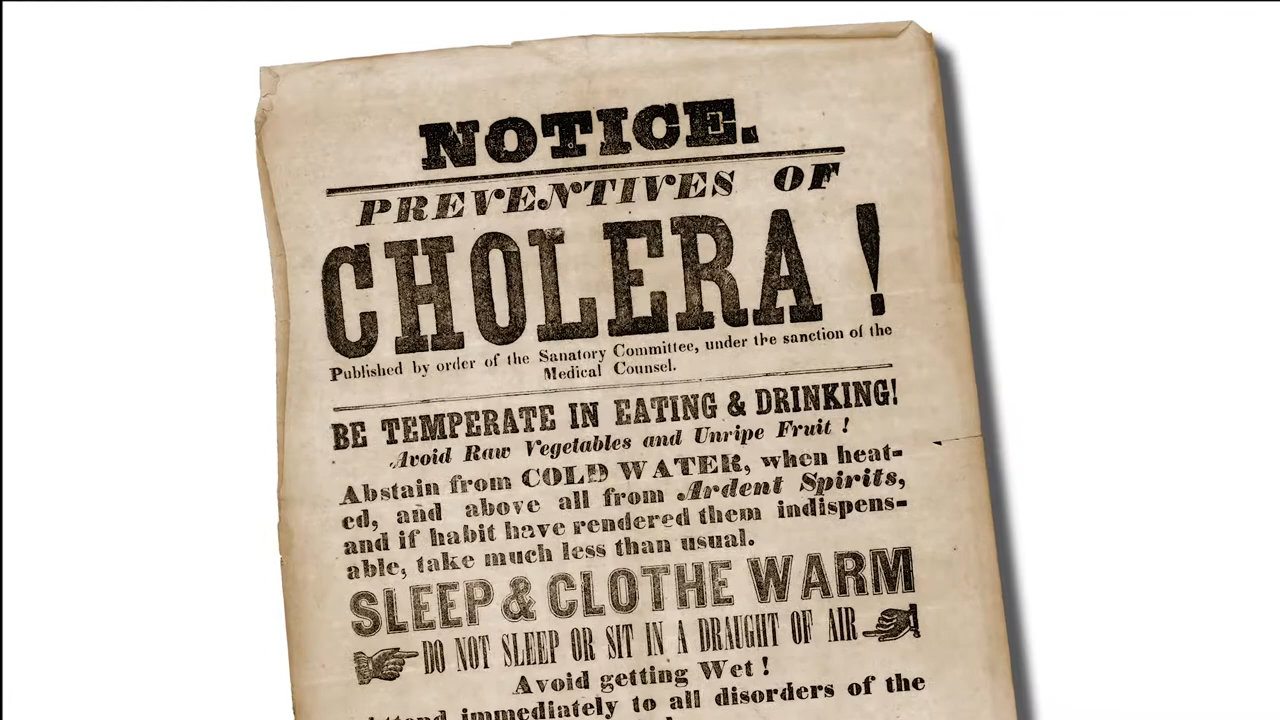 NOTICE.
PREVENTIVES OF
CHOLERA!
Published by order of the Sanatory Committee, under the sanction of the
Medical Counsel.
BE TEMPERATE IN EATING & DRINKING!
Avoid Raw Vegetables and Unripe Fruit !
Abstain from COLD WATER, when heat-
ed, and above all from Ardent Spirits,
and if habit have rendered them indispens-
able, take much less than usual.
SLEEP & CLOTHE WARM
DO NOT SLEEP OR SIT IN A DRAUGHT OF AIR
Avoid getting Wet !
Attend immediately to all disorders of the